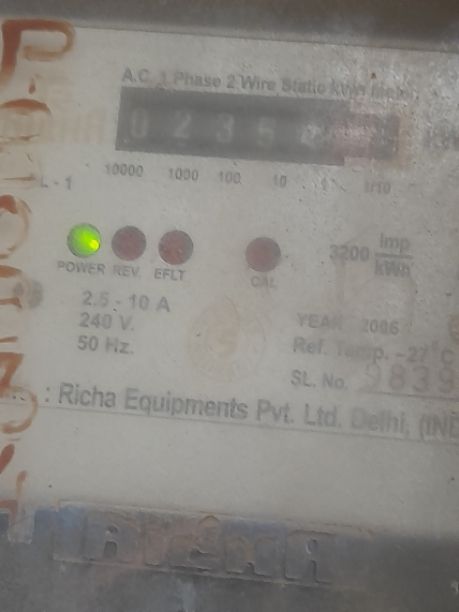 A.C. 1 Phase 2 Wire Static kWh Meter
0 2 3 5
10000 1000 100 10 1 1/10
L - 1
POWER REV. EFLT CAL
3200 imp/kWh
2.5 - 10 A
240 V.
50 Hz.
YEAR 2006
Ref. Temp. -27°C
SL. No. 9839
: Richa Equipments Pvt. Ltd. Delhi, (IND